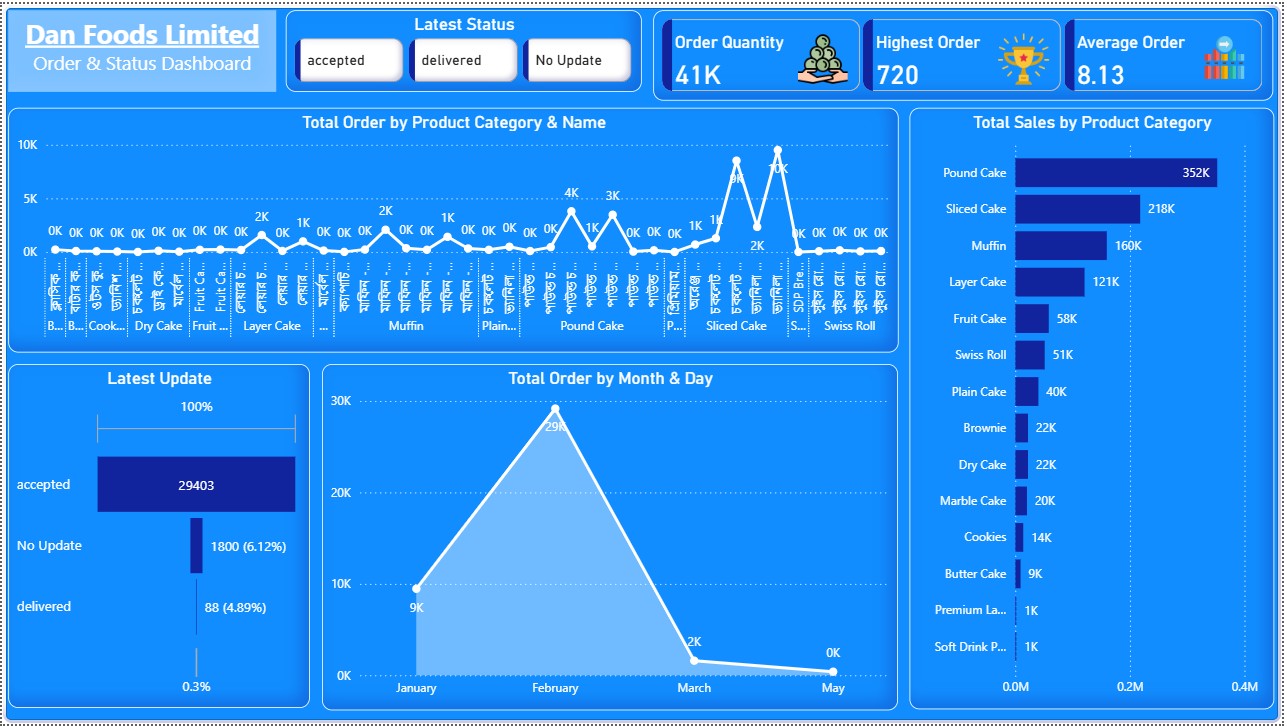 Dan Foods Limited
Order & Status Dashboard
Latest Status
accepted
delivered
No Update
Order Quantity
41K
Highest Order
720
Average Order
8.13
Total Order by Product Category & Name
10K
5K
0K
0K 0K 0K 0K 0K 0K 0K 0K 0K 0K 2K 0K 1K 0K 0K 0K 2K 0K 0K 1K 0K 0K 0K 0K 0K 4K 1K 3K 0K 0K 0K 1K 1K 9K 2K 10K 0K 0K 0K 0K 0K
Fruit Ca...
Fruit Ca...
SDP Bre...
B...
B...
Cook...
Dry Cake
Fruit ...
Layer Cake
...
Muffin
Plain...
Pound Cake
P...
Sliced Cake
S...
Swiss Roll
Total Sales by Product Category
Pound Cake 352K
Sliced Cake 218K
Muffin 160K
Layer Cake 121K
Fruit Cake 58K
Swiss Roll 51K
Plain Cake 40K
Brownie 22K
Dry Cake 22K
Marble Cake 20K
Cookies 14K
Butter Cake 9K
Premium La... 1K
Soft Drink P... 1K
0.0M 0.2M 0.4M
Latest Update
100%
accepted 29403
No Update 1800 (6.12%)
delivered 88 (4.89%)
0.3%
Total Order by Month & Day
30K
20K
10K
0K
9K
29K
2K
0K
January February March May